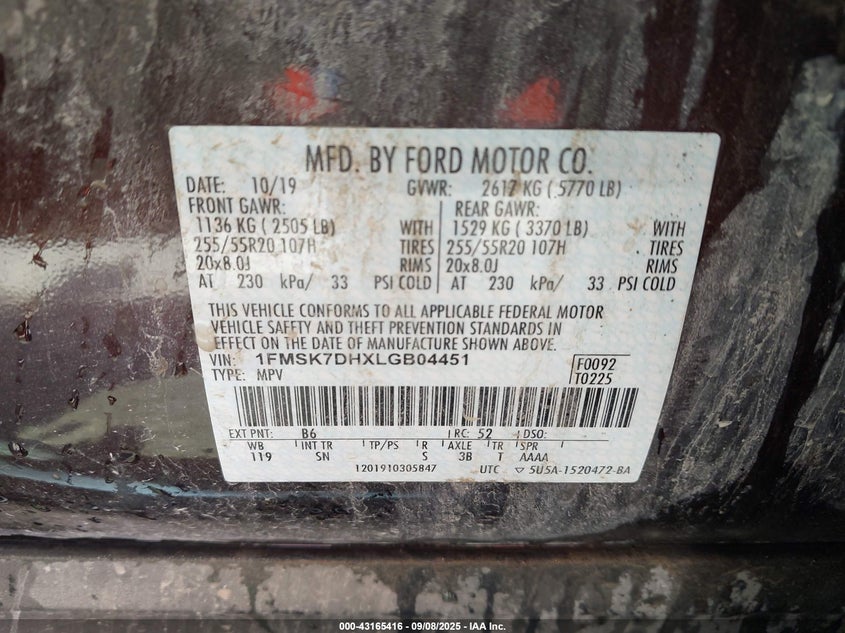 MFD. BY FORD MOTOR CO.
DATE: 10/19 GVWR: 2617 KG ( 5770 LB)
FRONT GAWR: REAR GAWR:
1136 KG ( 2505 LB) WITH 1529 KG ( 3370 LB) WITH
255/55R20 107H TIRES 255/55R20 107H TIRES
20x8.0J RIMS 20x8.0J RIMS
AT 230 kPa/ 33 PSI COLD AT 230 kPa/ 33 PSI COLD
THIS VEHICLE CONFORMS TO ALL APPLICABLE FEDERAL MOTOR
VEHICLE SAFETY AND THEFT PREVENTION STANDARDS IN
EFFECT ON THE DATE OF MANUFACTURE SHOWN ABOVE.
VIN: 1FMSK7DHXLGB04451 F0092
TYPE: MPV T0225
EXT PNT: B6 RC: 52 DSO:
WB INT TR TP/PS R AXLE TR SPR
119 SN S 3B T AAAA
1201910305847 UTC ▽ 5U5A-1520472-BA
000-43165416 - 09/08/2025 - IAA Inc.